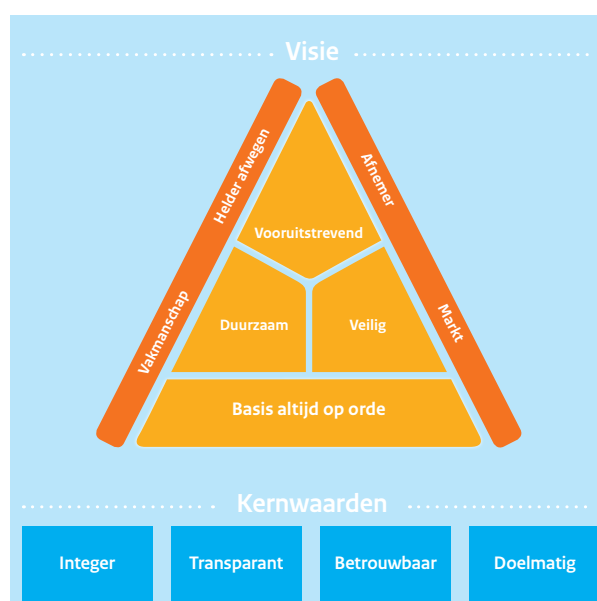 Visie
Helder afwegen
Afnemer
Vooruitstrevend
Vakmanschap
Duurzaam
Veilig
Markt
Basis altijd op orde
Kernwaarden
Integer
Transparant
Betrouwbaar
Doelmatig